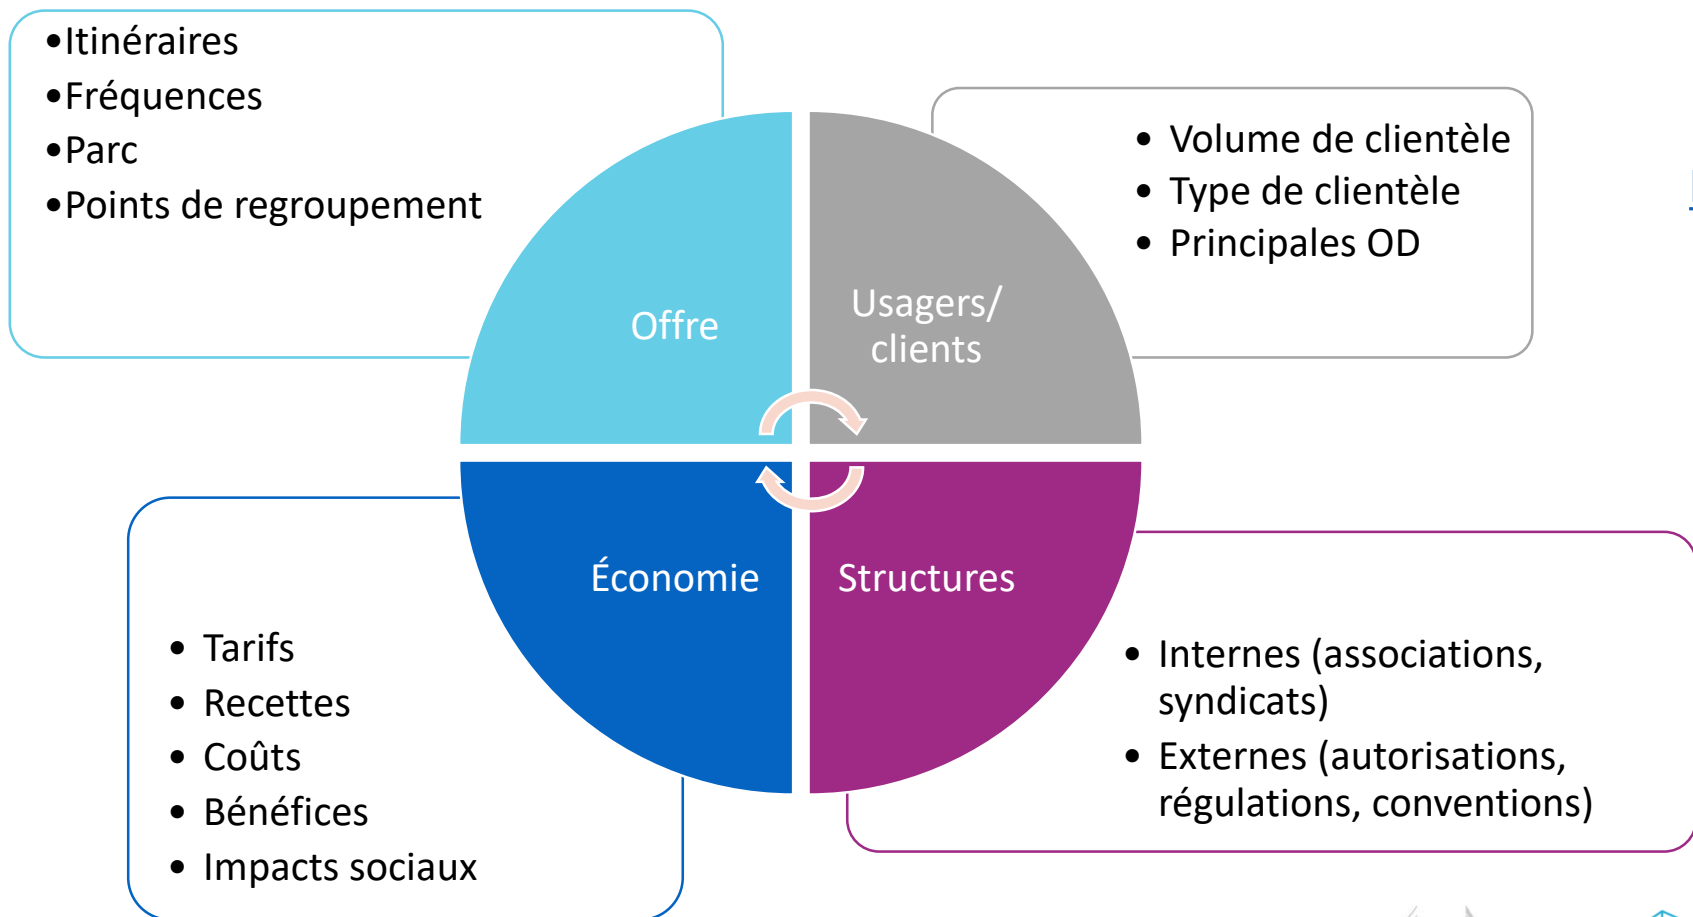 •Itinéraires
•Fréquences
•Parc
•Points de regroupement
• Volume de clientèle
• Type de clientèle
• Principales OD
Offre
Usagers/
clients
Économie
Structures
• Tarifs
• Recettes
• Coûts
• Bénéfices
• Impacts sociaux
• Internes (associations,
syndicats)
• Externes (autorisations,
régulations, conventions)